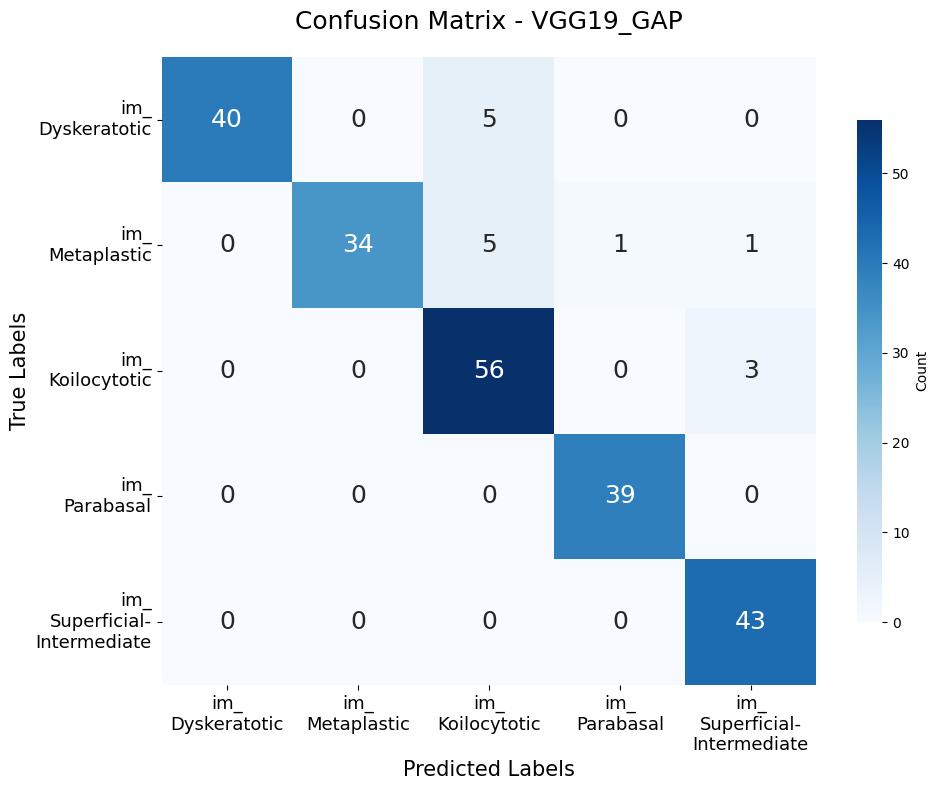 Confusion Matrix - VGG19_GAP
True Labels
im_
Dyskeratotic
40 0 5 0 0
im_
Metaplastic
0 34 5 1 1
im_
Koilocytotic
0 0 56 0 3
im_
Parabasal
0 0 0 39 0
im_
Superficial-
Intermediate
0 0 0 0 43
im_
Dyskeratotic
im_
Metaplastic
im_
Koilocytotic
im_
Parabasal
im_
Superficial-
Intermediate
Predicted Labels
50
40
30
20
10
0
Count